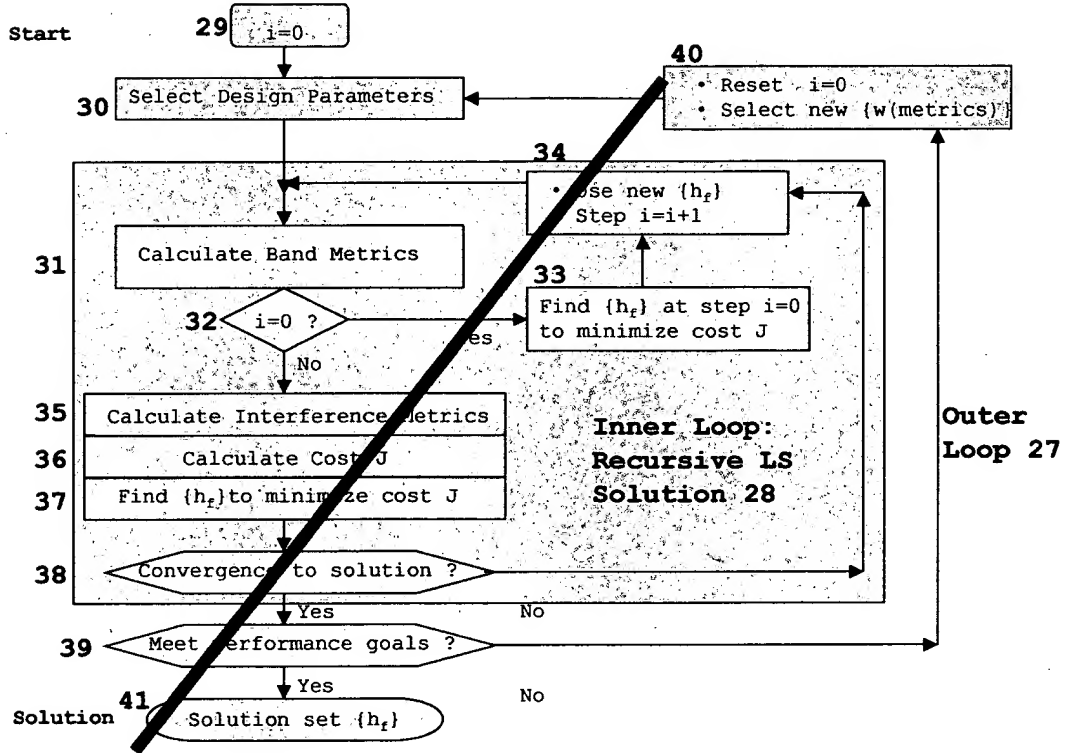 Start
29
i=0
30
Select Design Parameters
40
• Reset i=0
• Select new {w(metrics)}
34
• ose new {h_f}
Step i=i+1
31
Calculate Band Metrics
33
Find {h_f} at step i=0
to minimize cost J
32
i=0 ?
es
No
35
Calculate Interference Metrics
36
Calculate Cost J
37
Find {h_f}to minimize cost J
Inner Loop:
Recursive LS
Solution 28
Outer
Loop 27
38
Convergence to solution ?
Yes
No
39
Meet performance goals ?
Yes
No
41
Solution
Solution set {h_f}